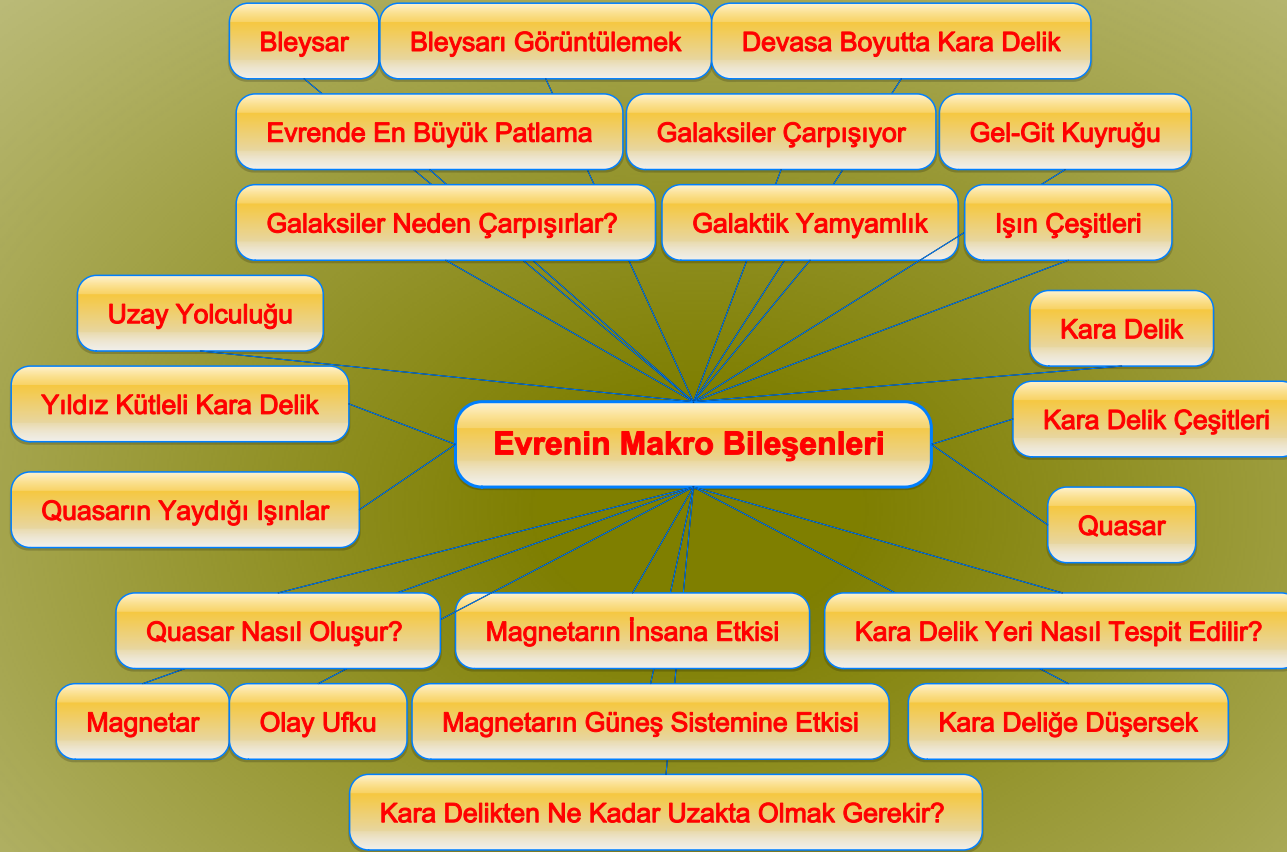 Bleysar
Bleysarı Görüntülemek
Devasa Boyutta Kara Delik
Evrende En Büyük Patlama
Galaksiler Çarpışıyor
Gel-Git Kuyruğu
Galaksiler Neden Çarpışırlar?
Galaktik Yamyamlık
Işın Çeşitleri
Uzay Yolculuğu
Kara Delik
Yıldız Kütleli Kara Delik
Kara Delik Çeşitleri
Evrenin Makro Bileşenleri
Quasarın Yaydığı Işınlar
Quasar
Quasar Nasıl Oluşur?
Magnetarın İnsana Etkisi
Kara Delik Yeri Nasıl Tespit Edilir?
Magnetar
Olay Ufku
Magnetarın Güneş Sistemine Etkisi
Kara Deliğe Düşersek
Kara Delikten Ne Kadar Uzakta Olmak Gerekir?